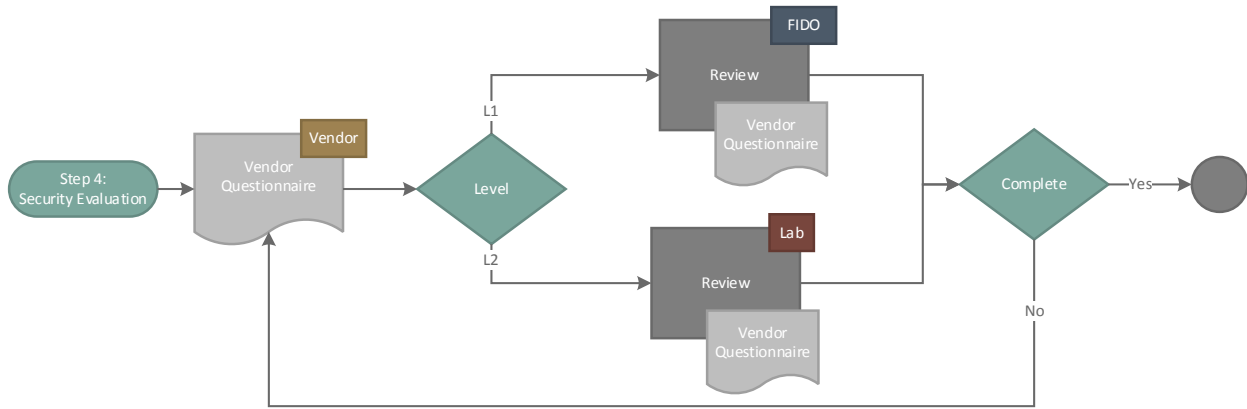 Step 4:
Security Evaluation
Vendor
Vendor
Questionnaire
Level
L1
L2
FIDO
Review
Vendor
Questionnaire
Lab
Review
Vendor
Questionnaire
Complete
Yes
No